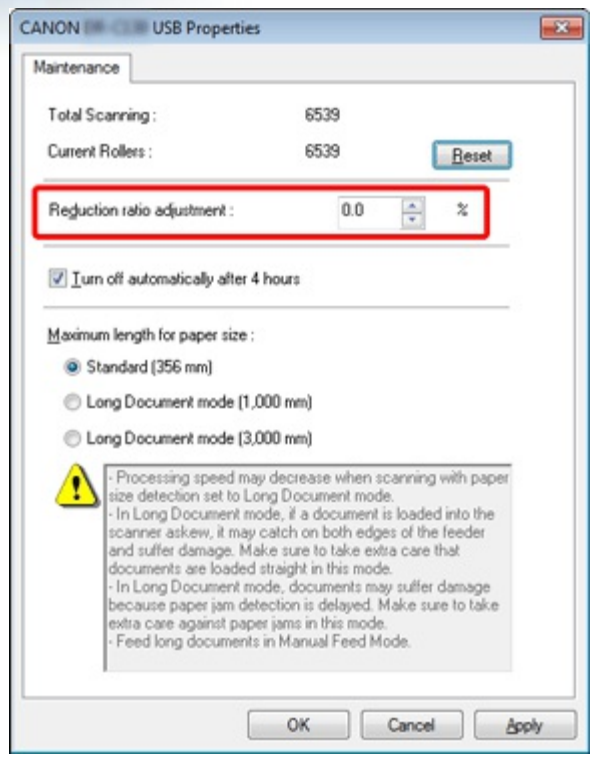 CANON USB Properties
Maintenance
Total Scanning : 6539
Current Rollers : 6539 Reset
Reduction ratio adjustment : 0.0 %
Turn off automatically after 4 hours
Maximum length for paper size :
Standard (356 mm)
Long Document mode (1,000 mm)
Long Document mode (3,000 mm)
- Processing speed may decrease when scanning with paper
size detection set to Long Document mode.
- In Long Document mode, if a document is loaded into the
scanner askew, it may catch on both edges of the feeder
and suffer damage. Make sure to take extra care that
documents are loaded straight in this mode.
- In Long Document mode, documents may suffer damage
because paper jam detection is delayed. Make sure to take
extra care against paper jams in this mode.
- Feed long documents in Manual Feed Mode.
OK Cancel Apply